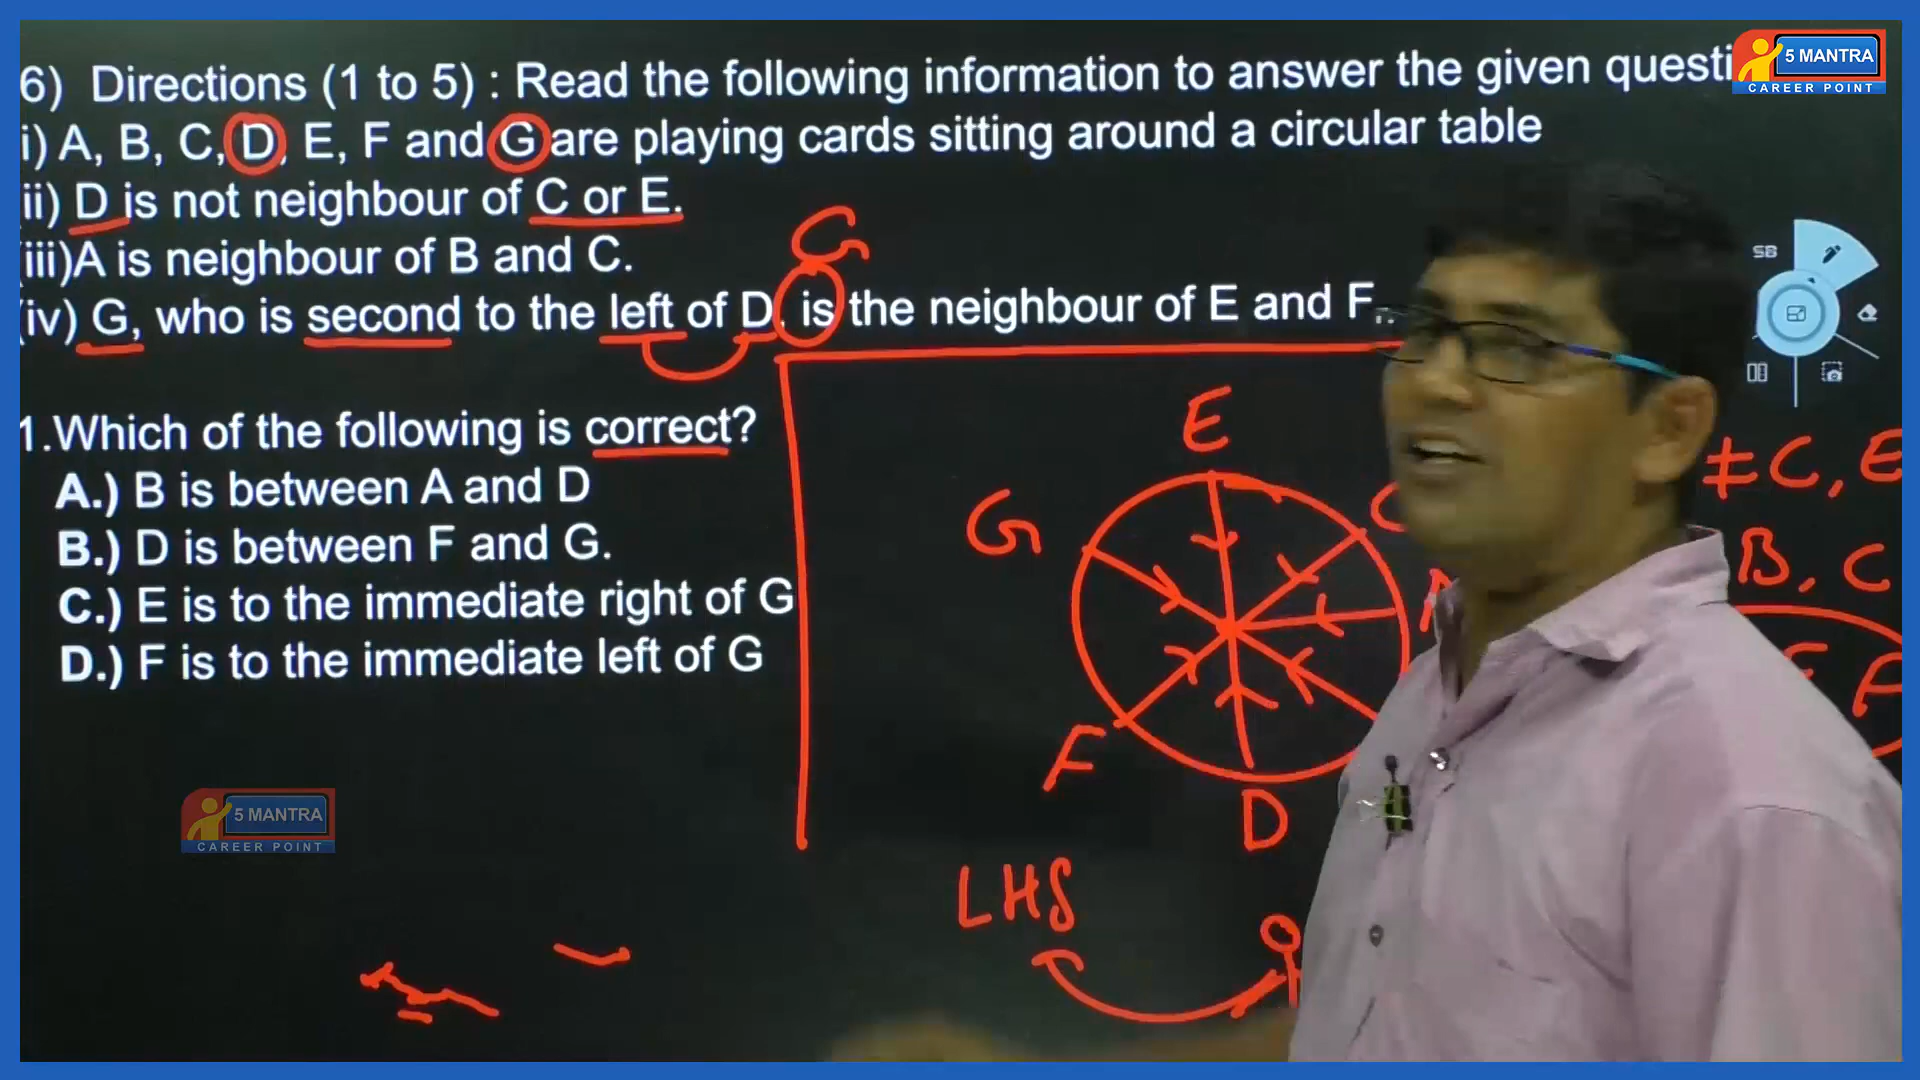 6) Directions (1 to 5) : Read the following information to answer the given questi
5 MANTRA
CAREER POINT
i) A, B, C, D, E, F and G are playing cards sitting around a circular table
ii) D is not neighbour of C or E.
(iii)A is neighbour of B and C.
(iv) G, who is second to the left of D, is the neighbour of E and F.
G
SB
1.Which of the following is correct?
A.) B is between A and D
B.) D is between F and G.
C.) E is to the immediate right of G
D.) F is to the immediate left of G
E
G
F
D
≠ C, E
B, C
F
LHS
5 MANTRA
CAREER POINT